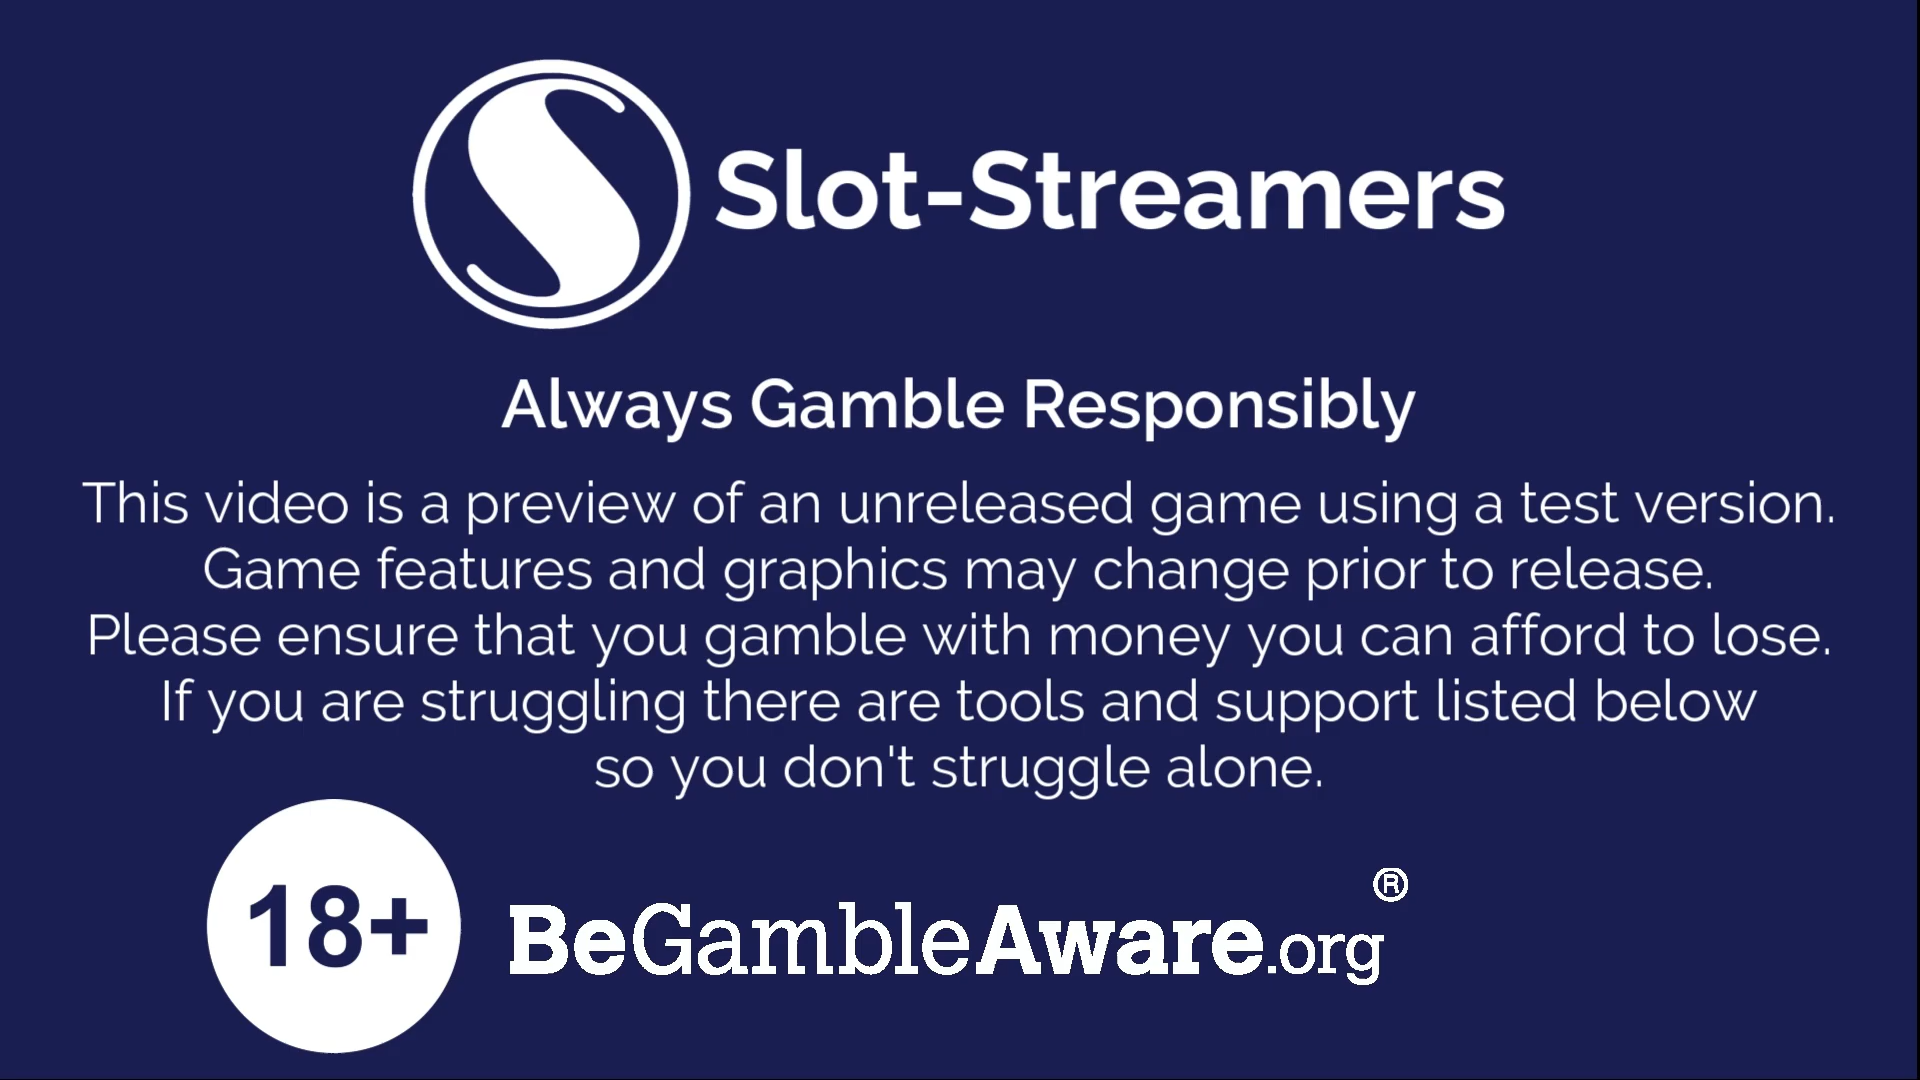 Slot-Streamers
Always Gamble Responsibly
This video is a preview of an unreleased game using a test version.
Game features and graphics may change prior to release.
Please ensure that you gamble with money you can afford to lose.
If you are struggling there are tools and support listed below
so you don't struggle alone.
18+
BeGambleAware.org®